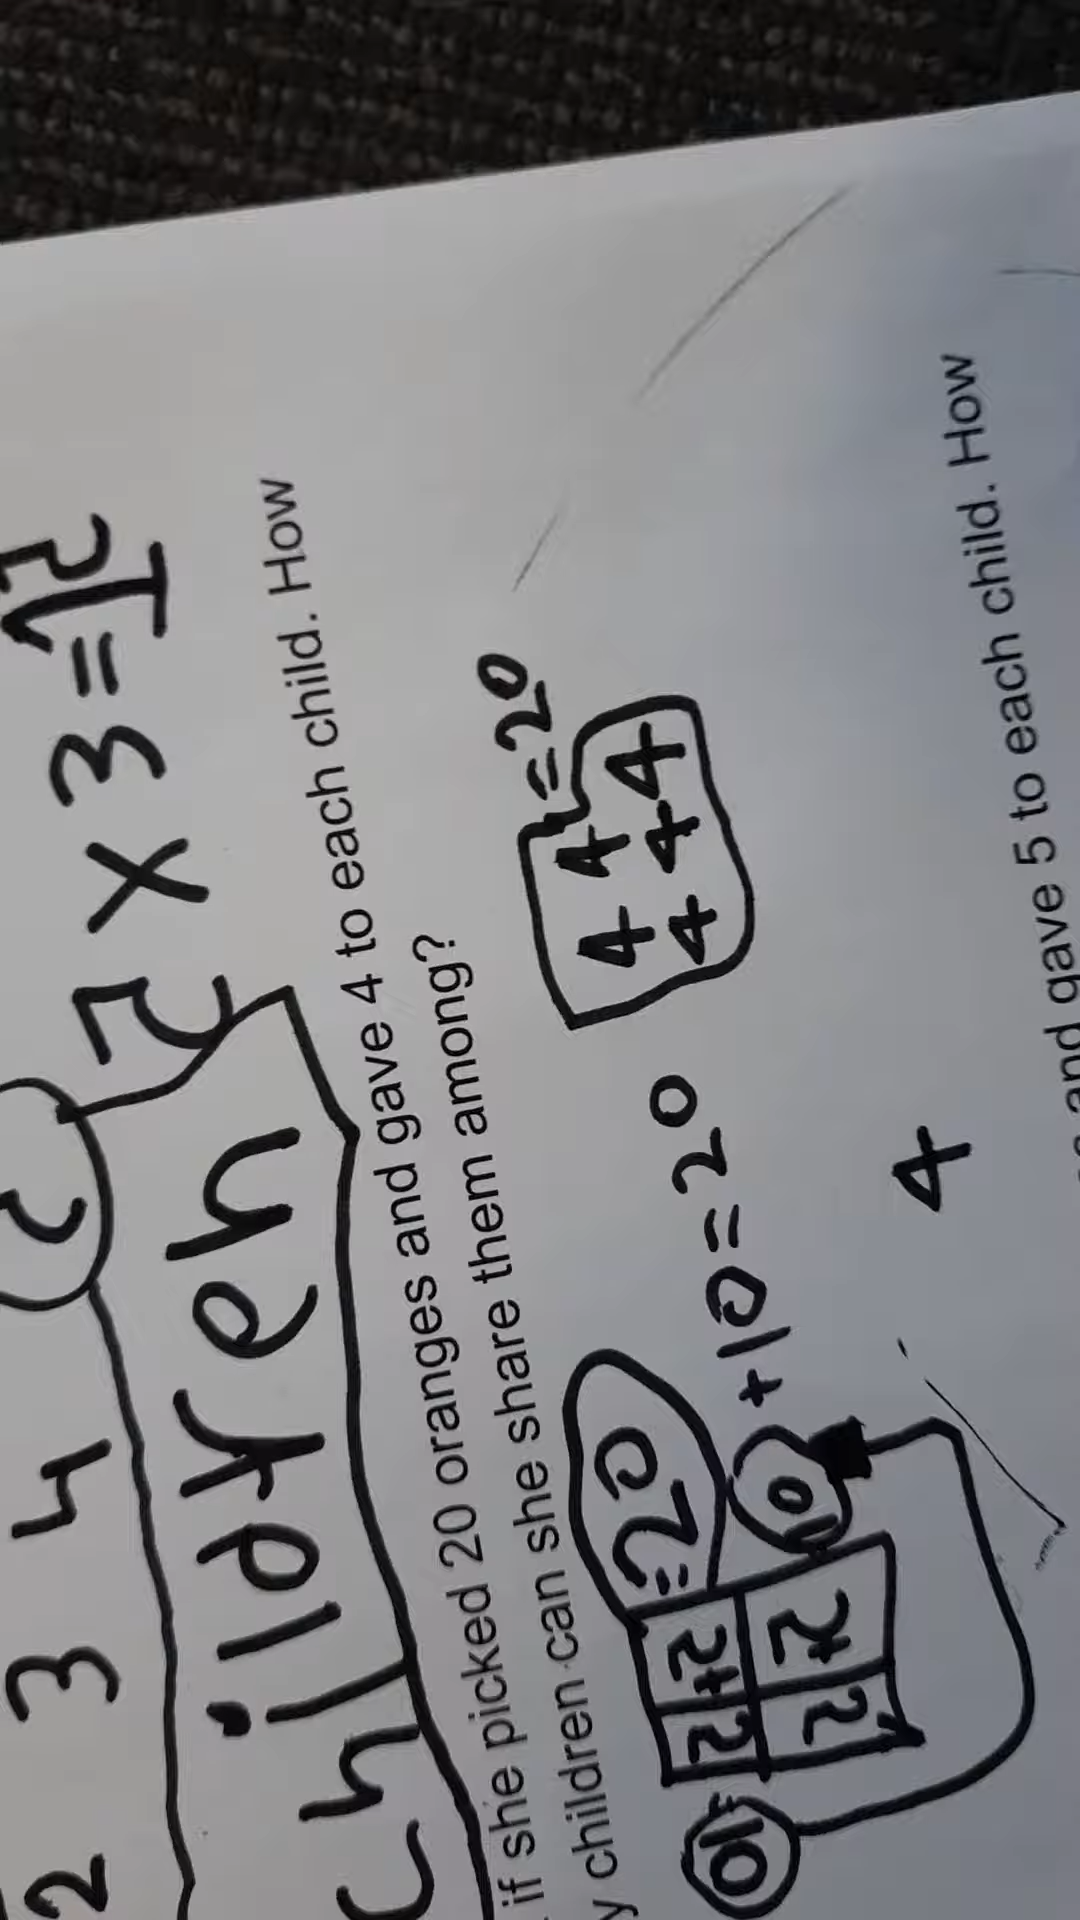 2 3 4 2 2 x 3 = 12
children
if she picked 20 oranges and gave 4 to each child. How
y children can she share them among?
=20
4 4 =20
4 4 4
2+2
2+2
10
10 +10=20
4
and gave 5 to each child. How